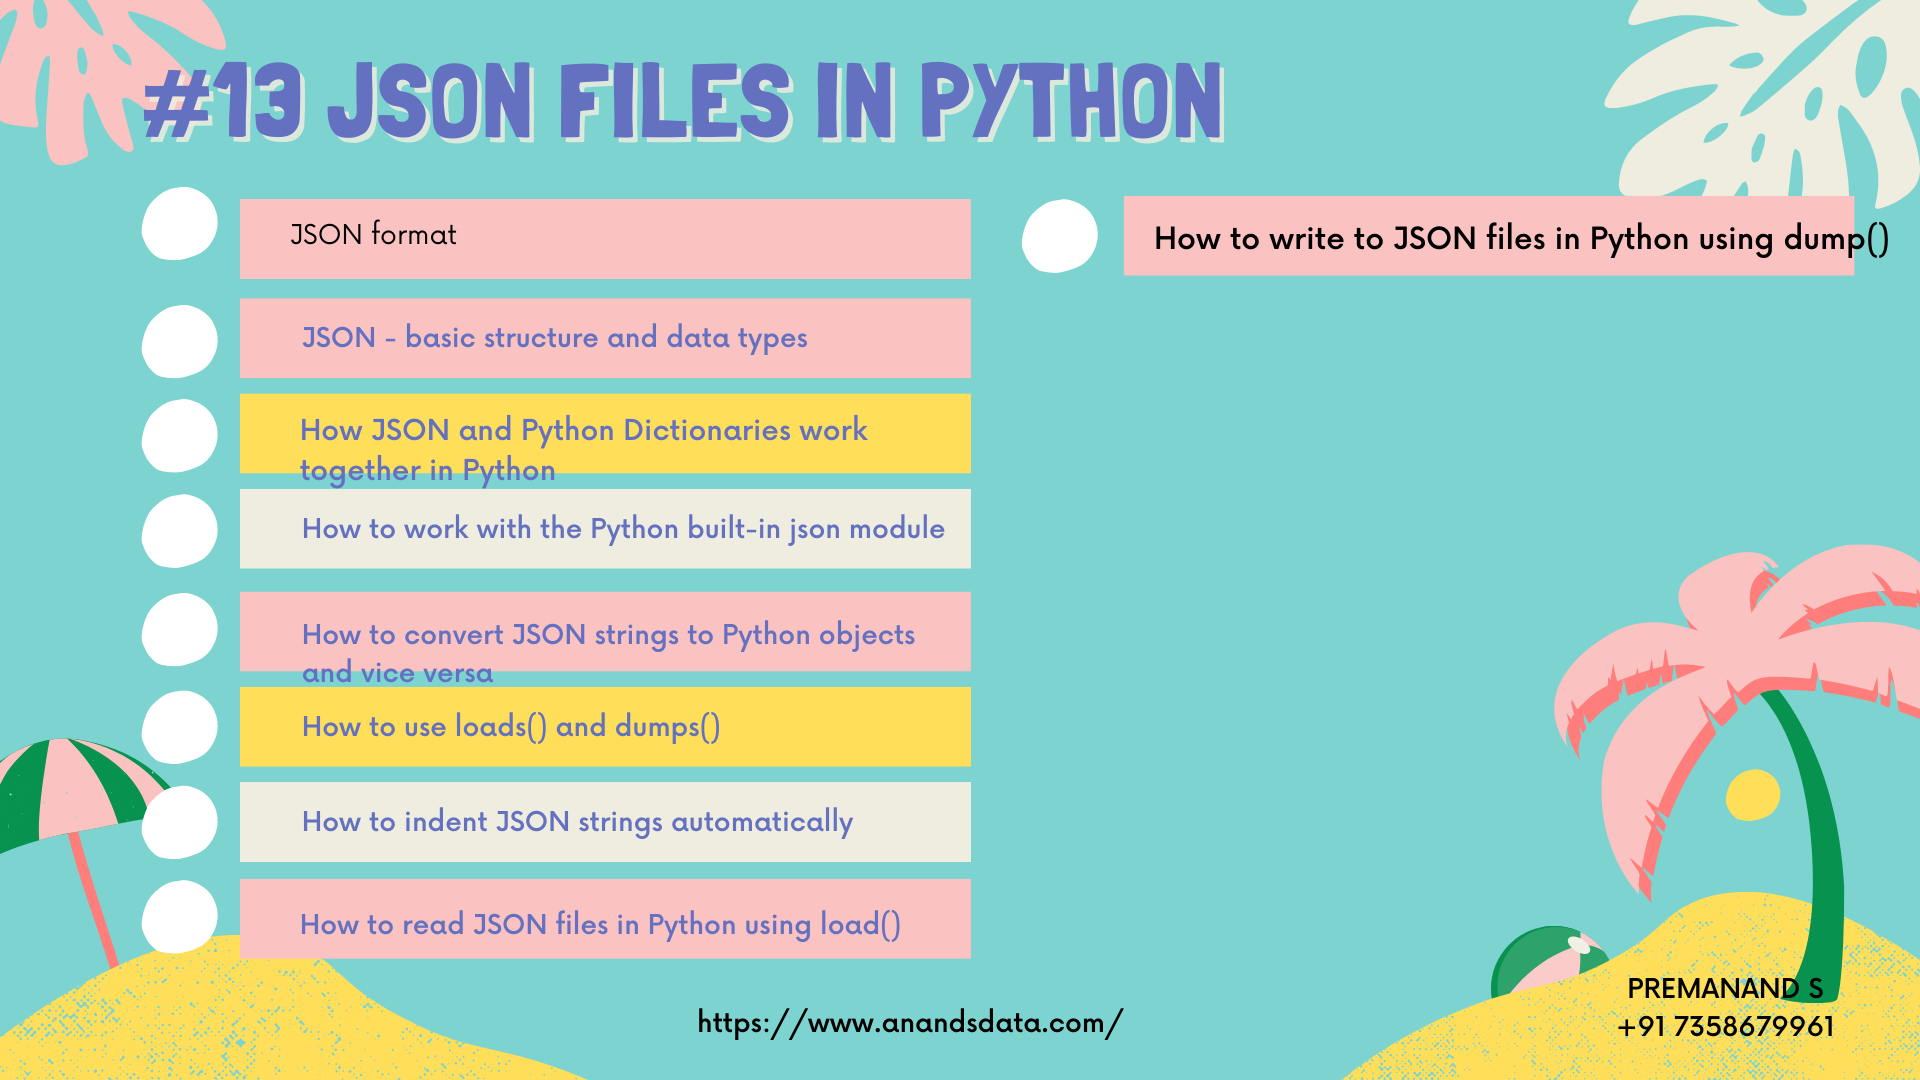 #13 JSON FILES IN PYTHON
JSON format
JSON - basic structure and data types
How JSON and Python Dictionaries work
together in Python
How to work with the Python built-in json module
How to convert JSON strings to Python objects
and vice versa
How to use loads() and dumps()
How to indent JSON strings automatically
How to read JSON files in Python using load()
How to write to JSON files in Python using dump()
https://www.anandsdata.com/
PREMANAND S
+91 7358679961